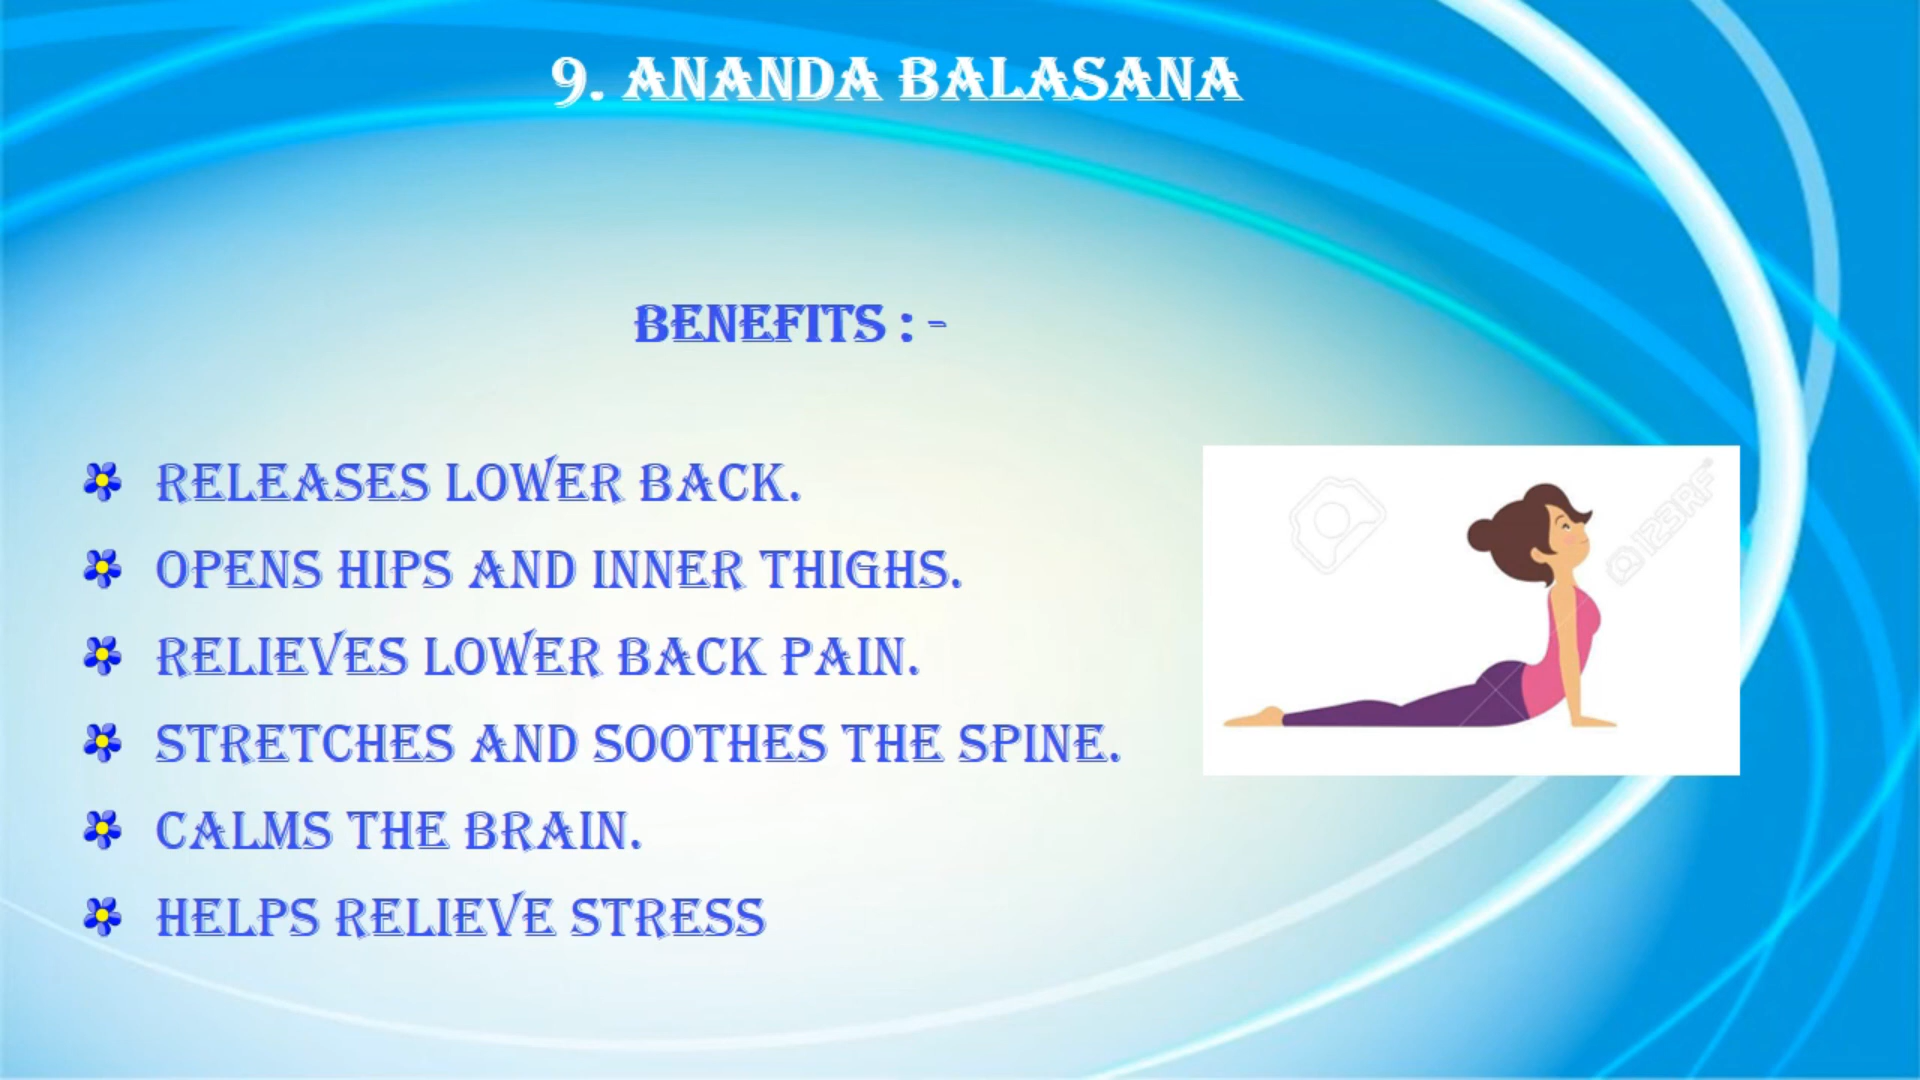 9. ANANDA BALASANA
BENEFITS : -
RELEASES LOWER BACK.
OPENS HIPS AND INNER THIGHS.
RELIEVES LOWER BACK PAIN.
STRETCHES AND SOOTHES THE SPINE.
CALMS THE BRAIN.
HELPS RELIEVE STRESS
123RF®